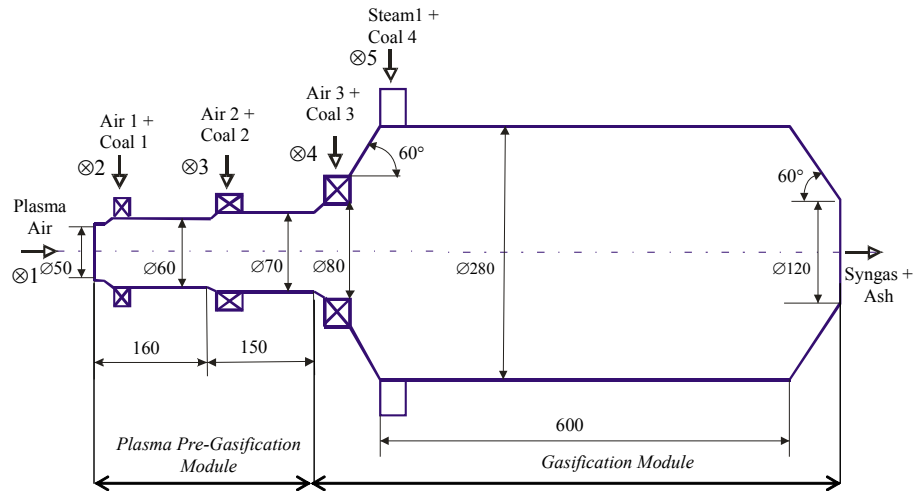 Steam1 +
Coal 4
⊗5
Air 3 +
Coal 3
⊗4
Air 2 +
Coal 2
⊗3
Air 1 +
Coal 1
⊗2
60°
60°
Plasma
Air
⊗1
⌀50
⌀60
⌀70
⌀80
⌀280
⌀120
Syngas +
Ash
160
150
600
Plasma Pre-Gasification
Module
Gasification Module